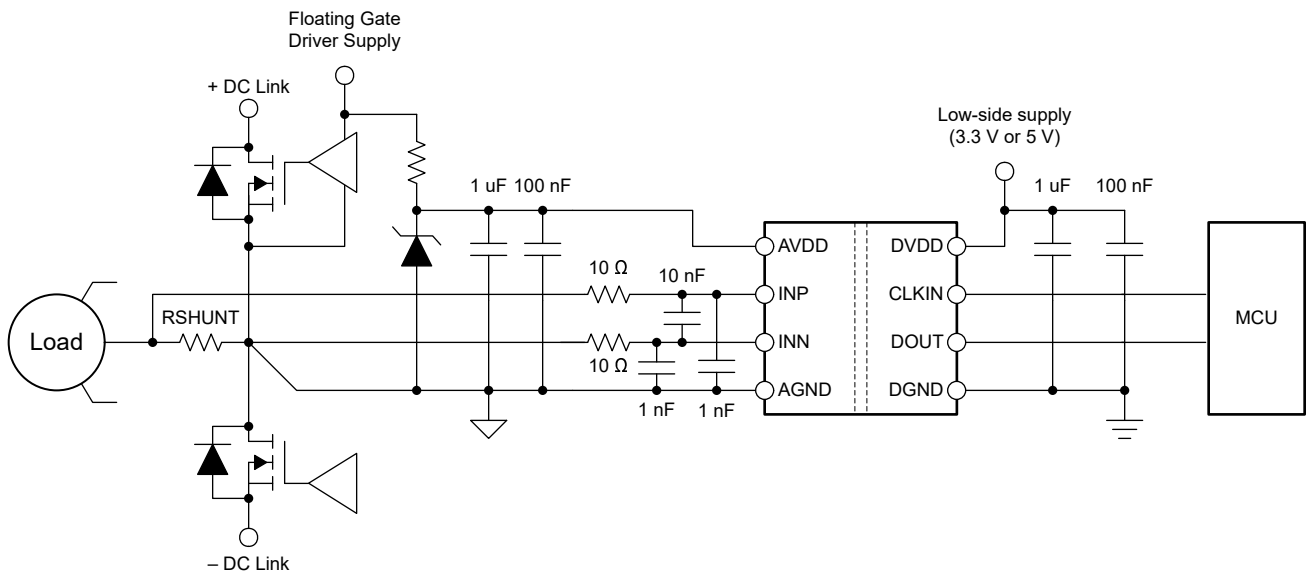 Floating Gate
Driver Supply
+ DC Link
Low-side supply
(3.3 V or 5 V)
1 uF
100 nF
1 uF
100 nF
AVDD
DVDD
10 Ω
10 nF
INP
CLKIN
RSHUNT
Load
MCU
INN
DOUT
10 Ω
AGND
DGND
1 nF
1 nF
– DC Link